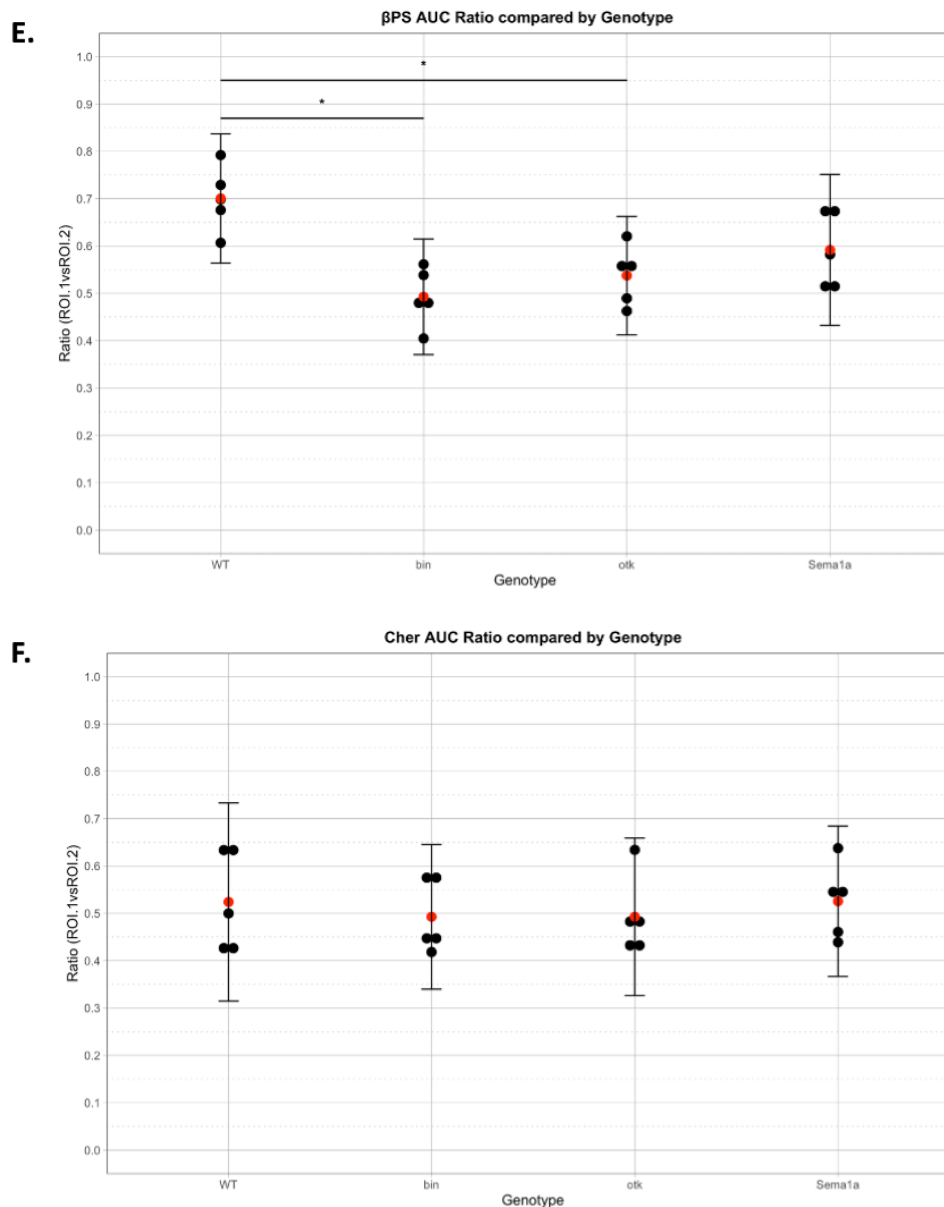 E.
βPS AUC Ratio compared by Genotype
1.0
0.9
0.8
0.7
0.6
0.5
0.4
0.3
0.2
0.1
0.0
Ratio (ROI.1vsROI.2)
*
*
WT bin otk Sema1a
Genotype
F.
Cher AUC Ratio compared by Genotype
1.0
0.9
0.8
0.7
0.6
0.5
0.4
0.3
0.2
0.1
0.0
Ratio (ROI.1vsROI.2)
WT bin otk Sema1a
Genotype